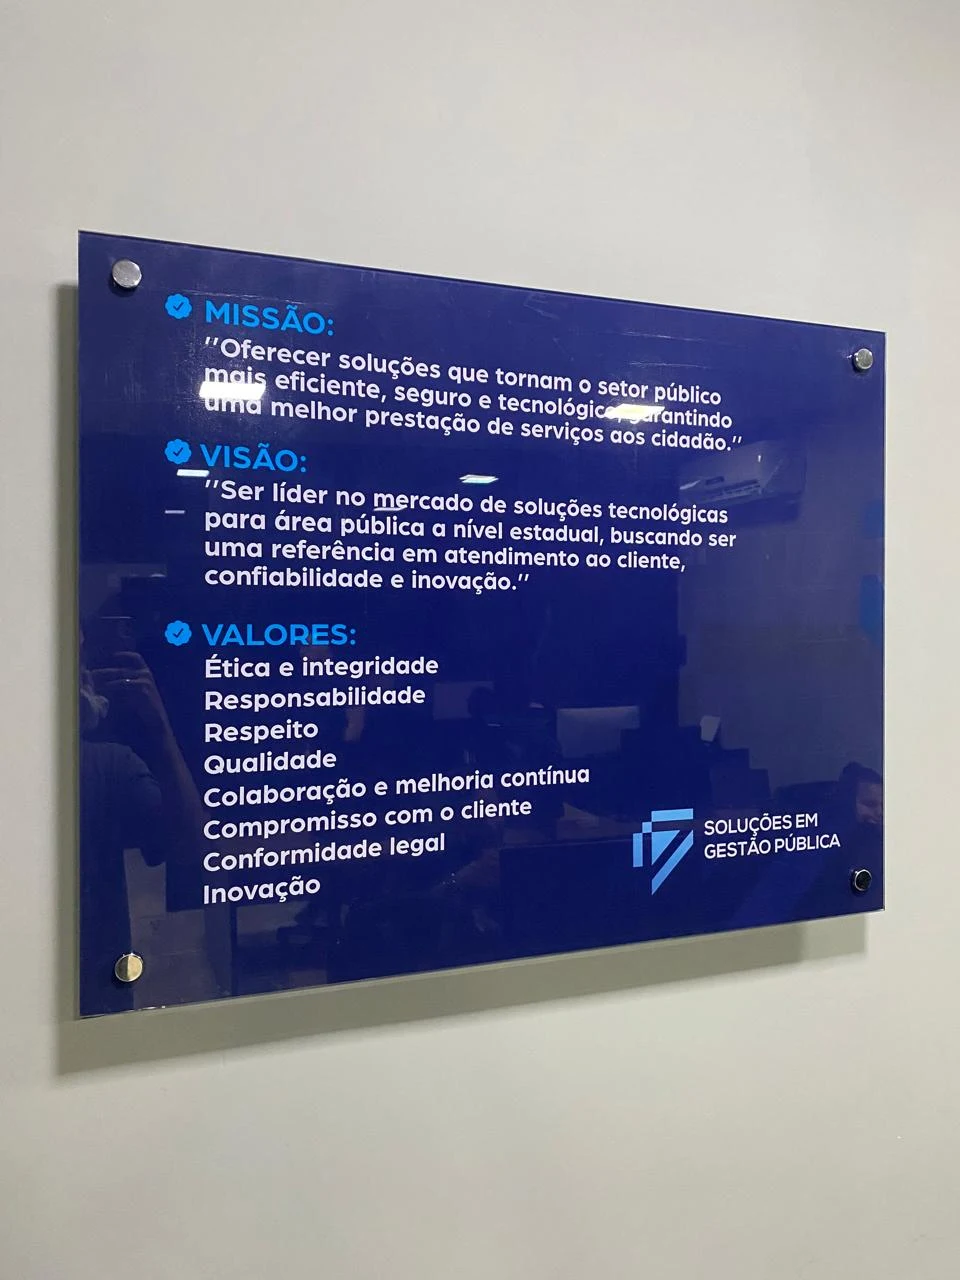 MISSÃO:
''Oferecer soluções que tornam o setor público
mais eficiente, seguro e tecnológico, garantindo
uma melhor prestação de serviços aos cidadão.''
VISÃO:
''Ser líder no mercado de soluções tecnológicas
para área pública a nível estadual, buscando ser
uma referência em atendimento ao cliente,
confiabilidade e inovação.''
VALORES:
Ética e integridade
Responsabilidade
Respeito
Qualidade
Colaboração e melhoria contínua
Compromisso com o cliente
Conformidade legal
Inovação
SOLUÇÕES EM
GESTÃO PÚBLICA